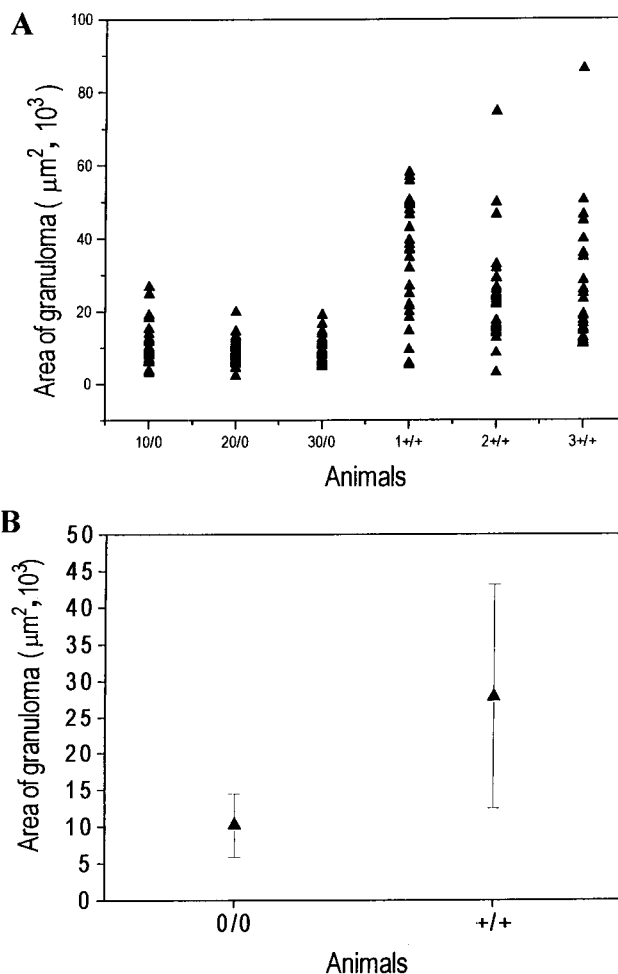 A
Area of granuloma ( μm², 10³)
100
80
60
40
20
0
10/0 20/0 30/0 1+/+ 2+/+ 3+/+
Animals
B
Area of granuloma ( μm², 10³)
50
45
40
35
30
25
20
15
10
5
0
0/0 +/+
Animals